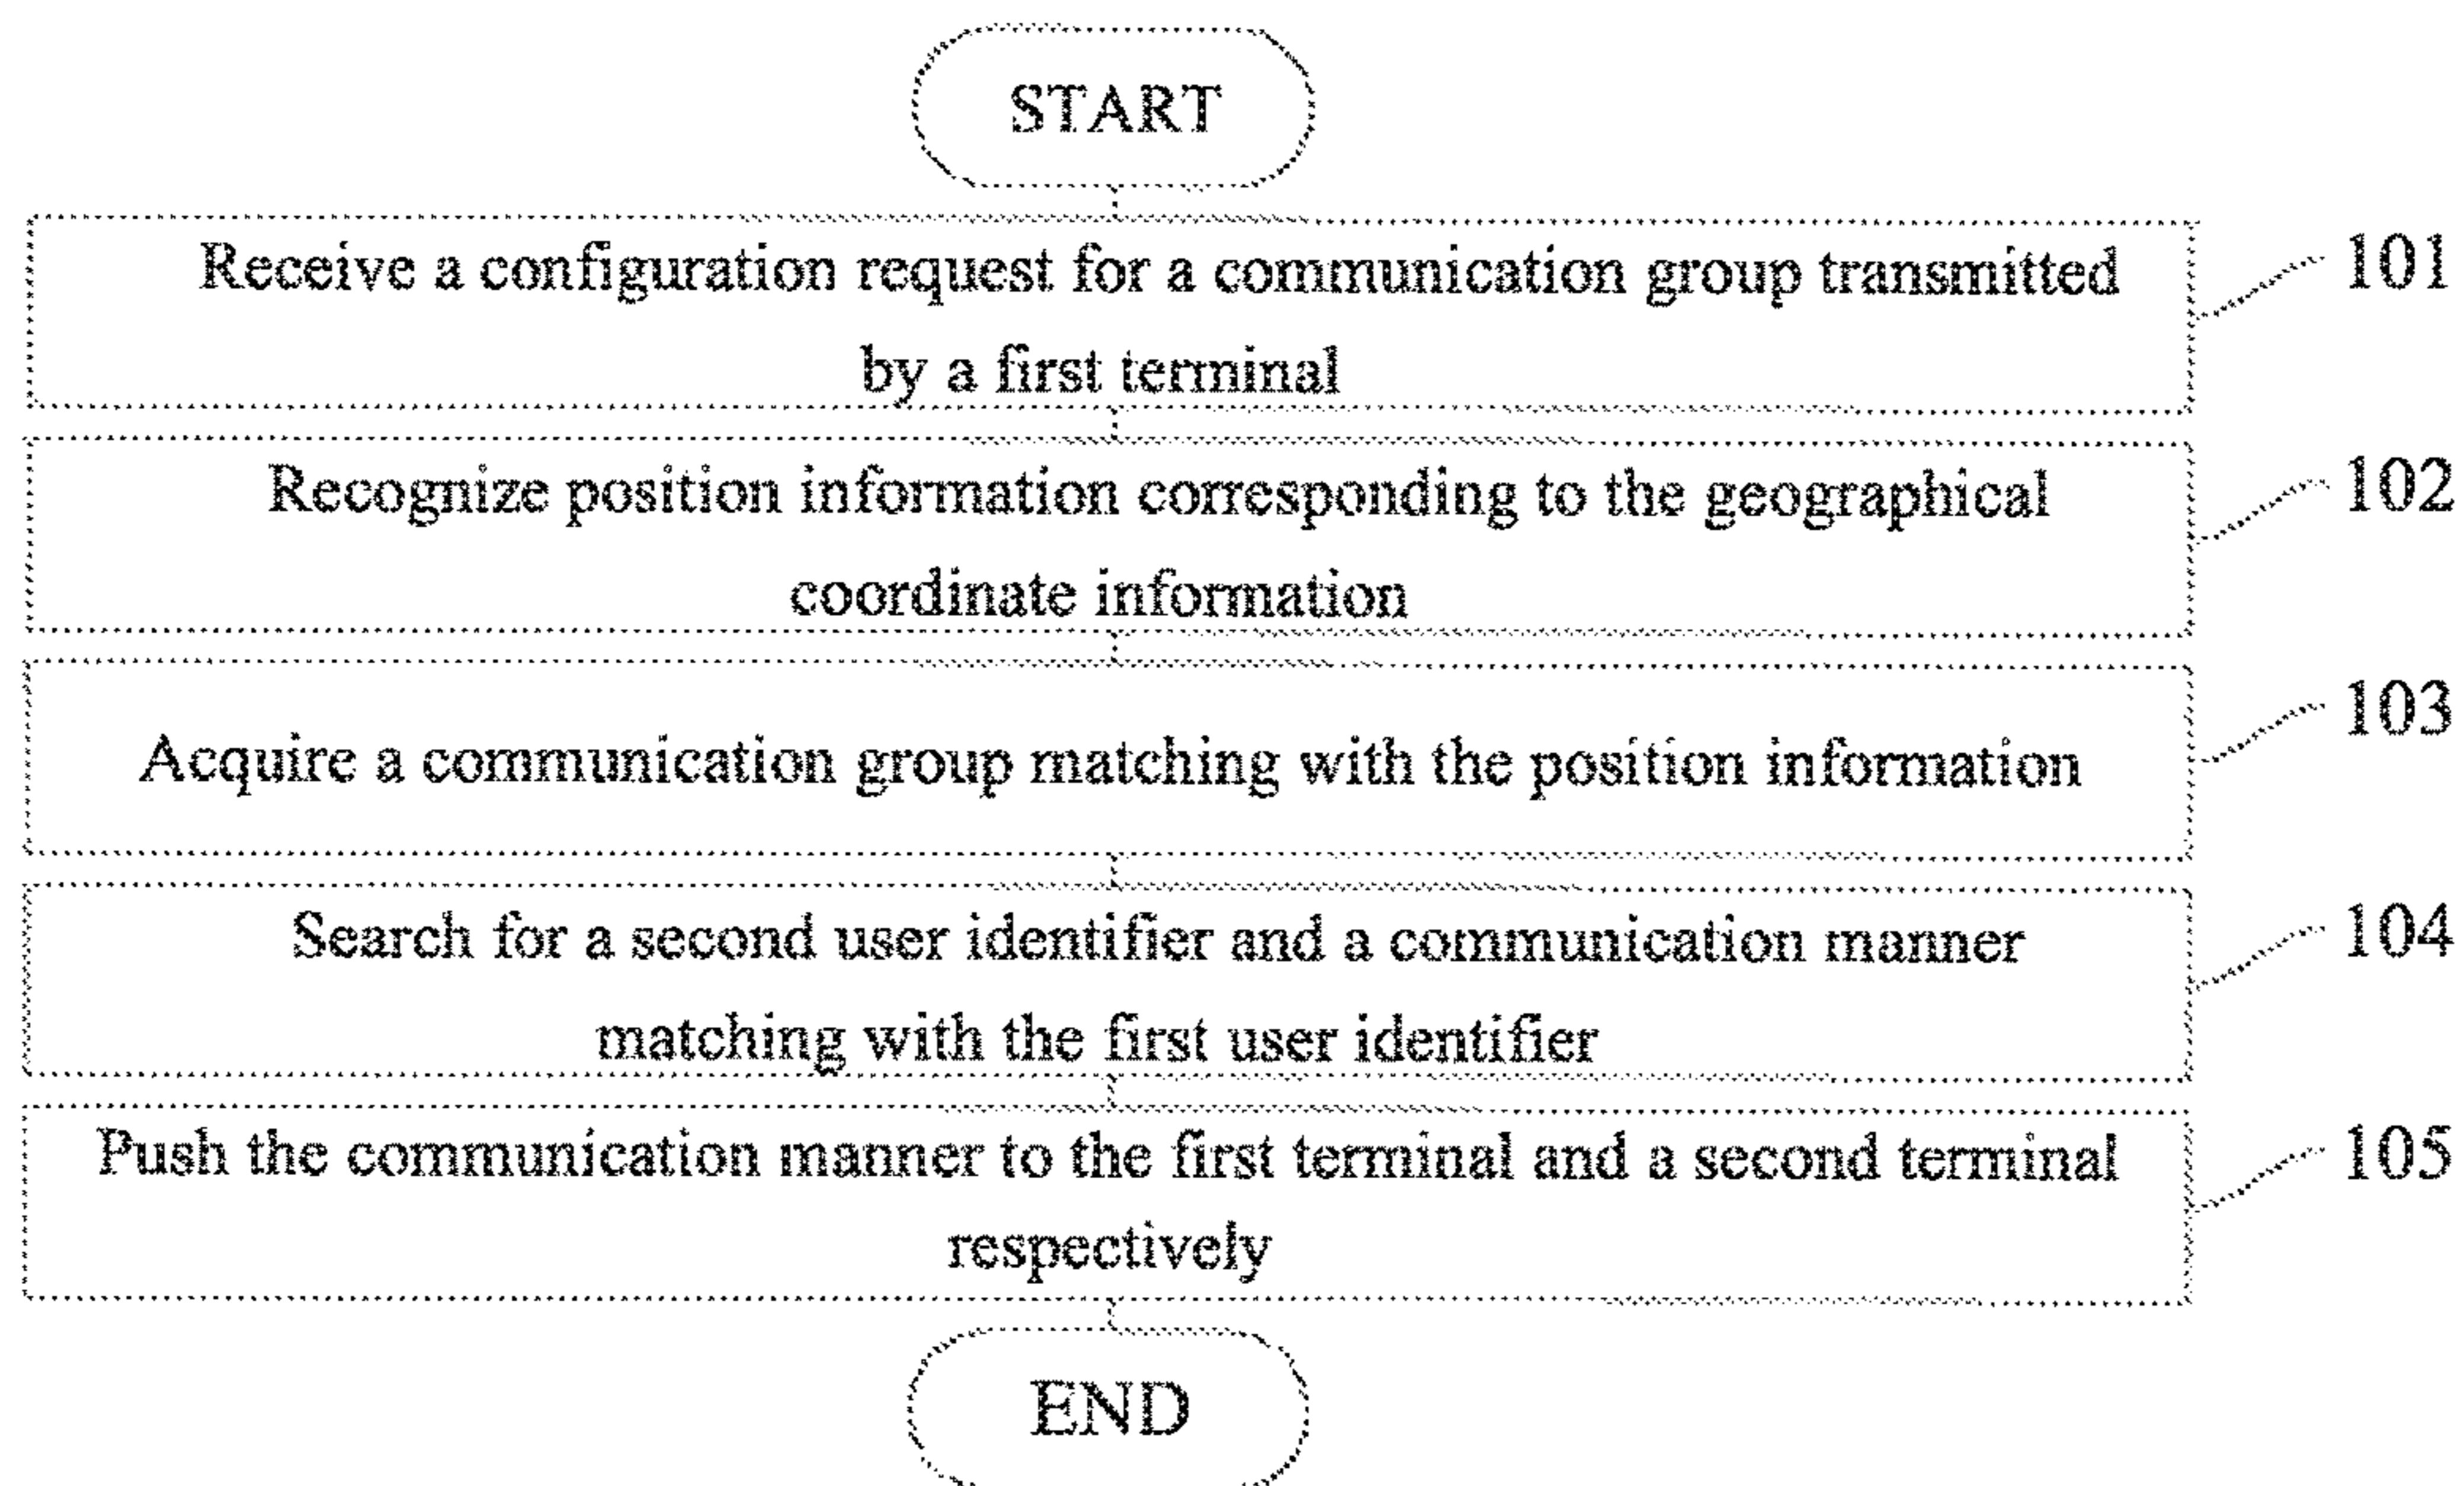 START
Receive a configuration request for a communication group transmitted
by a first terminal
101
Recognize position information corresponding to the geographical
coordinate information
102
Acquire a communication group matching with the position information
103
Search for a second user identifier and a communication manner
matching with the first user identifier
104
Push the communication manner to the first terminal and a second terminal
respectively
105
END